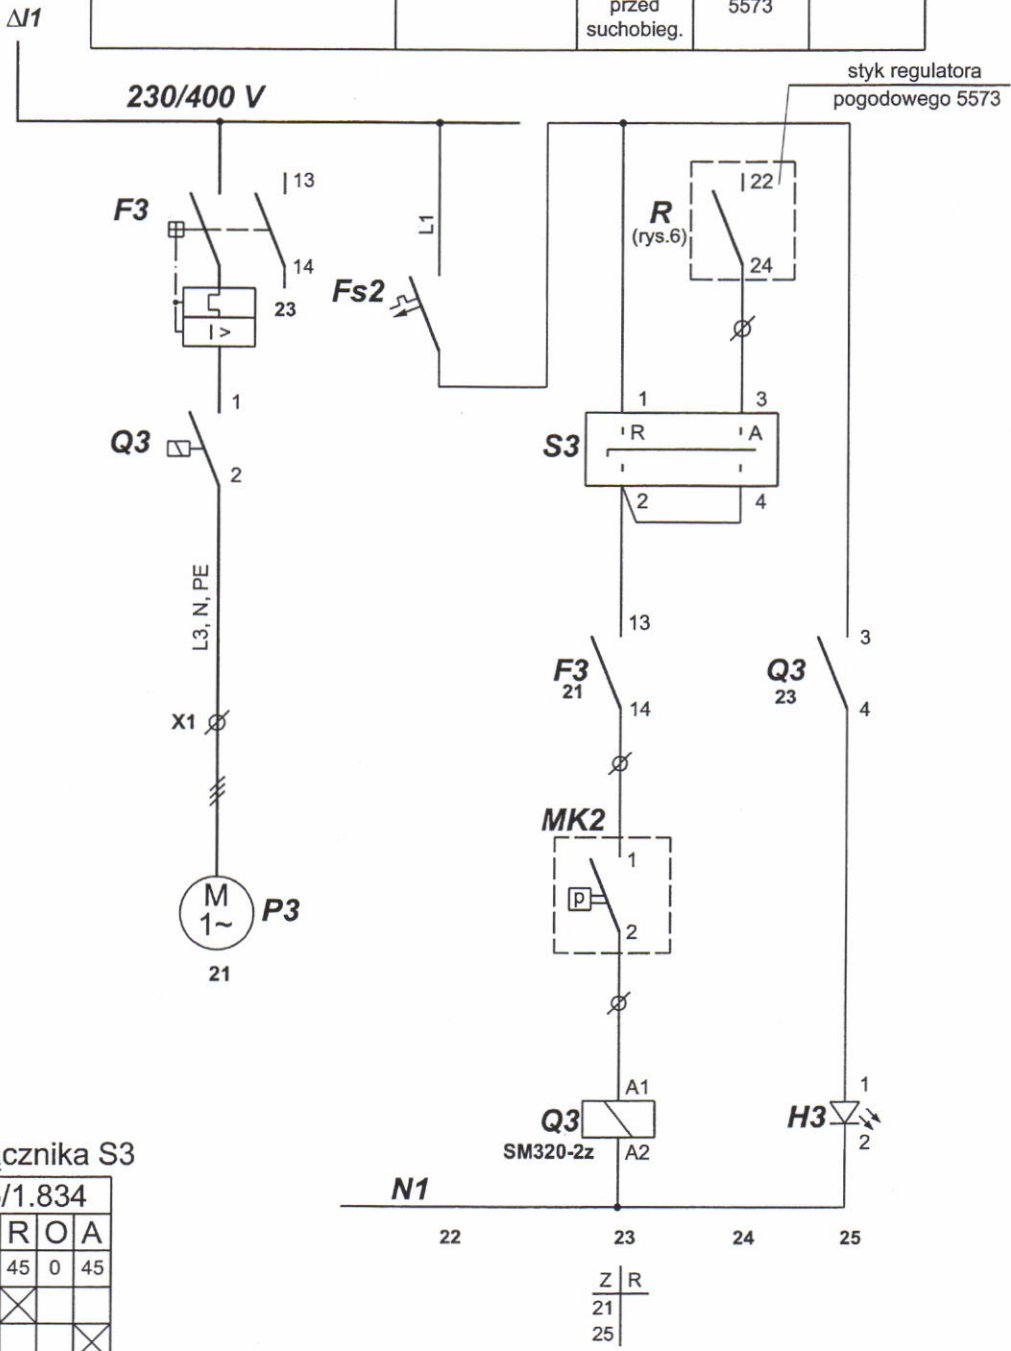 ΔI1
przed
suchobieg.
5573
styk regulatora
pogodowego 5573
230/400 V
F3
13
14
23
L1
Fs2
R
(rys.6)
22
24
I >
1
Q3
2
1
3
S3
R
A
2
4
L3, N, PE
X1
13
F3
21
14
3
Q3
23
4
MK2
1
p
2
M
1~
P3
21
A1
Q3
SM320-2z
A2
1
H3
2
ącznika S3
/1.834
R O A
45 0 45
N1
22
23
24
25
Z R
21
25